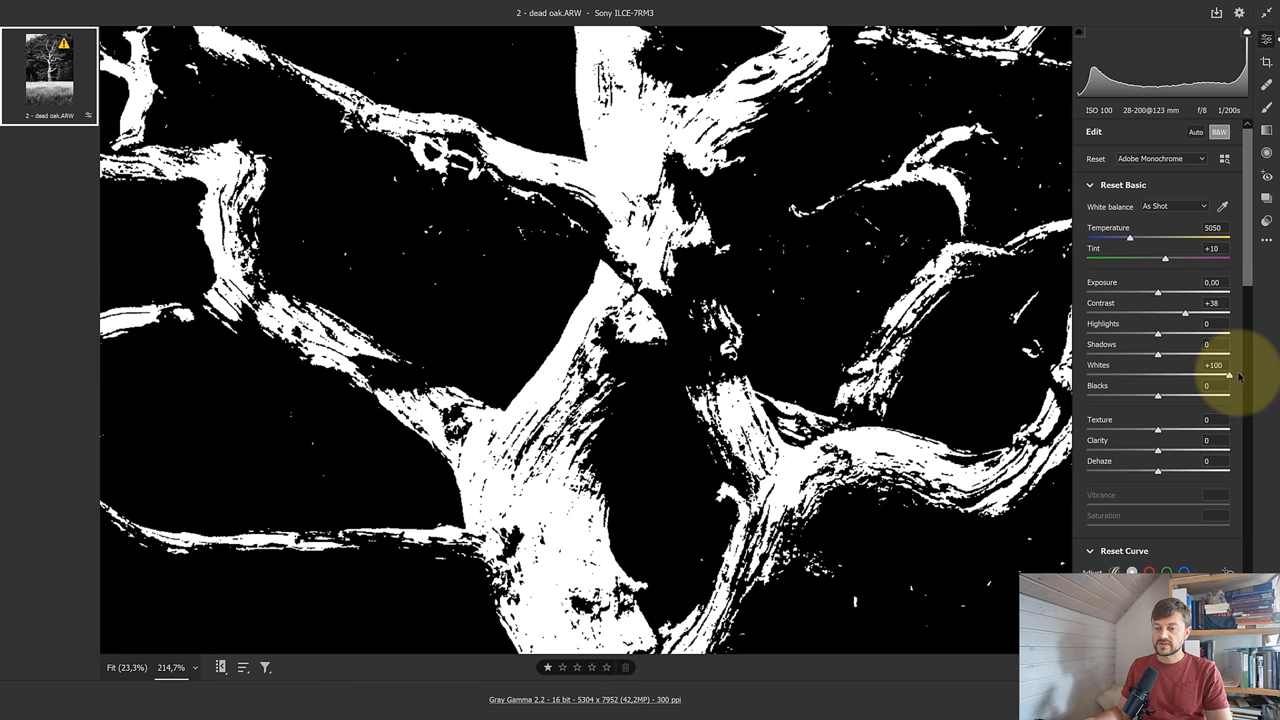 2 - dead oak.ARW - Sony ILCE-7RM3
2 - dead oak.ARW
ISO 100 28-200@123 mm f/8 1/200s
Edit Auto B&W
Reset Adobe Monochrome
Reset Basic
White balance As Shot
Temperature 5050
Tint +10
Exposure 0,00
Contrast +38
Highlights 0
Shadows 0
Whites +100
Blacks 0
Texture 0
Clarity 0
Dehaze 0
Vibrance
Saturation
Reset Curve
Adjust
Fit (23,3%) 214,7%
Gray Gamma 2.2 - 16 bit - 5304 x 7952 (42,2MP) - 300 ppi